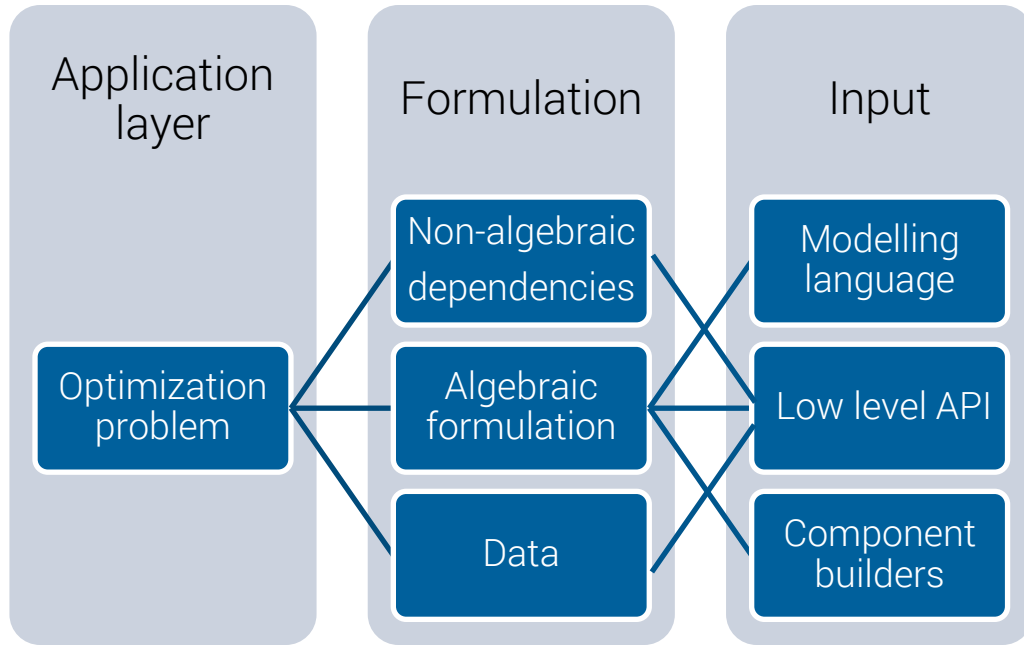 Application
layer
Optimization
problem
Formulation
Non-algebraic
dependencies
Algebraic
formulation
Data
Input
Modelling
language
Low level API
Component
builders